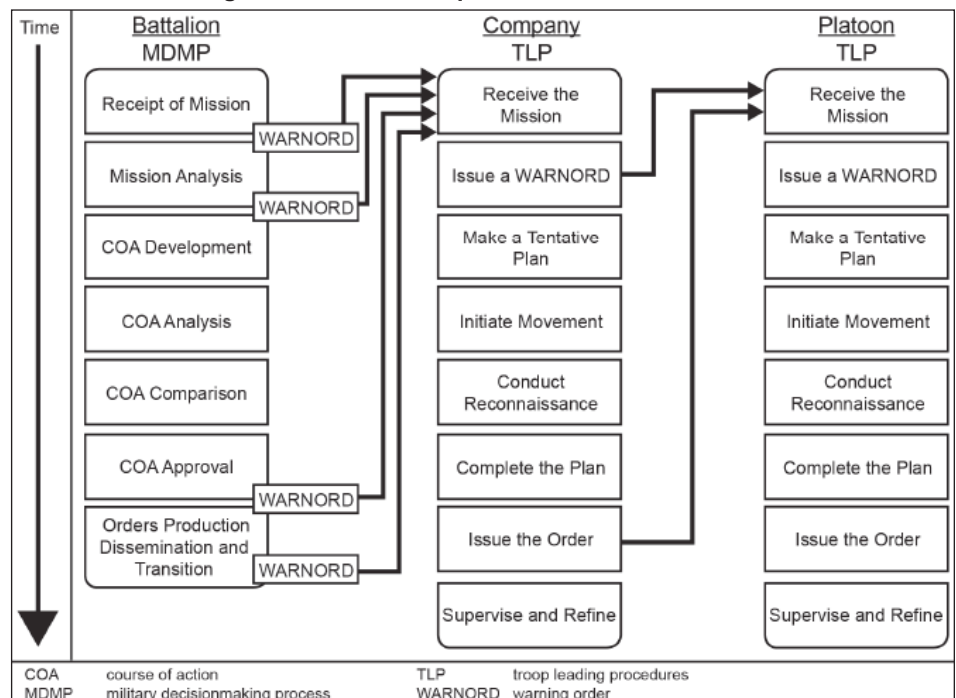 Time
Battalion
MDMP
Receipt of Mission
WARNORD
Mission Analysis
WARNORD
COA Development
COA Analysis
COA Comparison
COA Approval
WARNORD
Orders Production
Dissemination and
Transition
WARNORD
Company
TLP
Receive the
Mission
Issue a WARNORD
Make a Tentative
Plan
Initiate Movement
Conduct
Reconnaissance
Complete the Plan
Issue the Order
Supervise and Refine
Platoon
TLP
Receive the
Mission
Issue a WARNORD
Make a Tentative
Plan
Initiate Movement
Conduct
Reconnaissance
Complete the Plan
Issue the Order
Supervise and Refine
COA course of action TLP troop leading procedures
MDMP military decisionmaking process WARNORD warning order